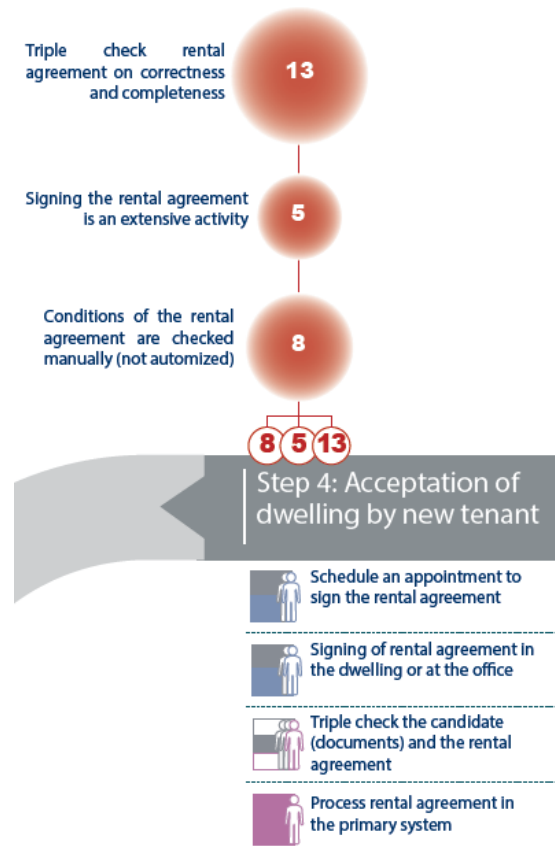 Triple check rental
agreement on correctness
and completeness
13
Signing the rental agreement
is an extensive activity
5
Conditions of the rental
agreement are checked
manually (not automized)
8
8 5 13
Step 4: Acceptation of
dwelling by new tenant
Schedule an appointment to
sign the rental agreement
Signing of rental agreement in
the dwelling or at the office
Triple check the candidate
(documents) and the rental
agreement
Process rental agreement in
the primary system